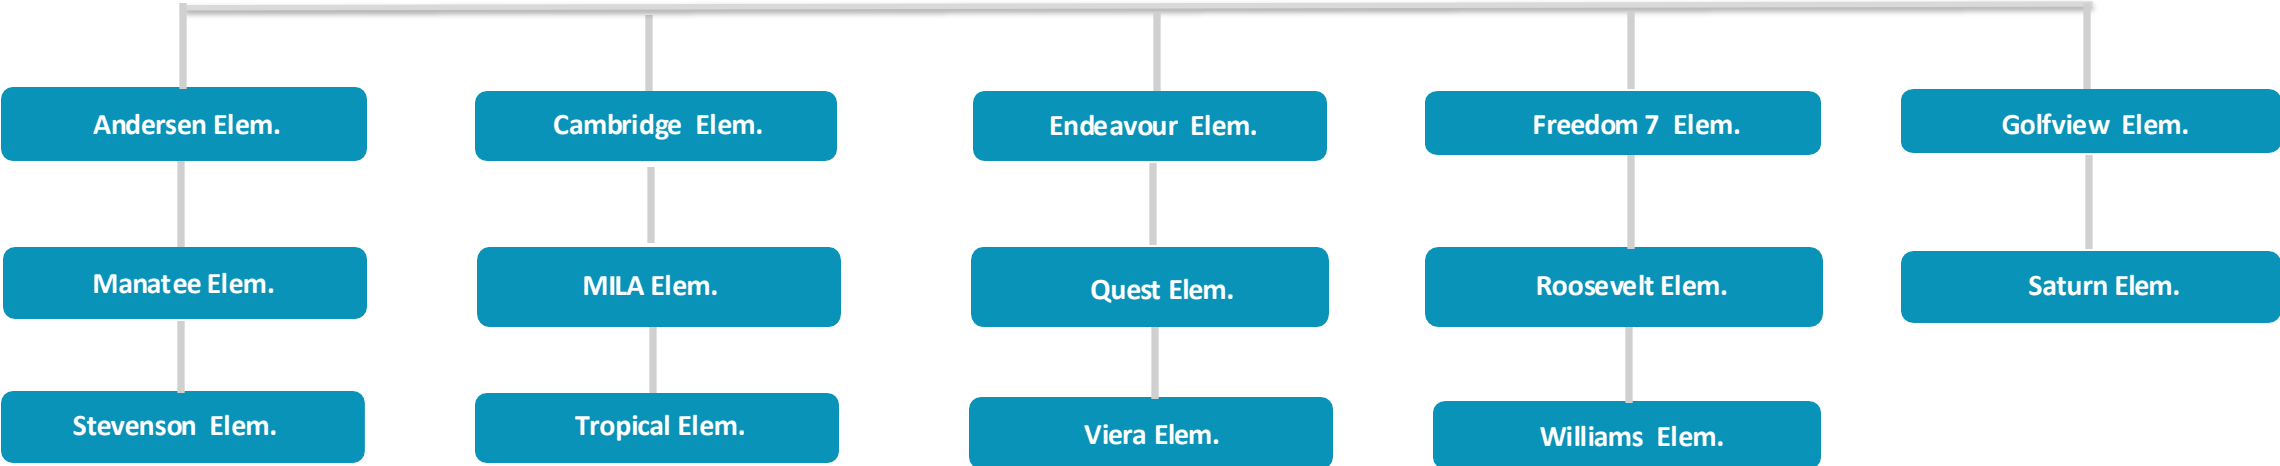 Andersen Elem.
Cambridge Elem.
Endeavour Elem.
Freedom 7 Elem.
Golfview Elem.
Manatee Elem.
MILA Elem.
Quest Elem.
Roosevelt Elem.
Saturn Elem.
Stevenson Elem.
Tropical Elem.
Viera Elem.
Williams Elem.